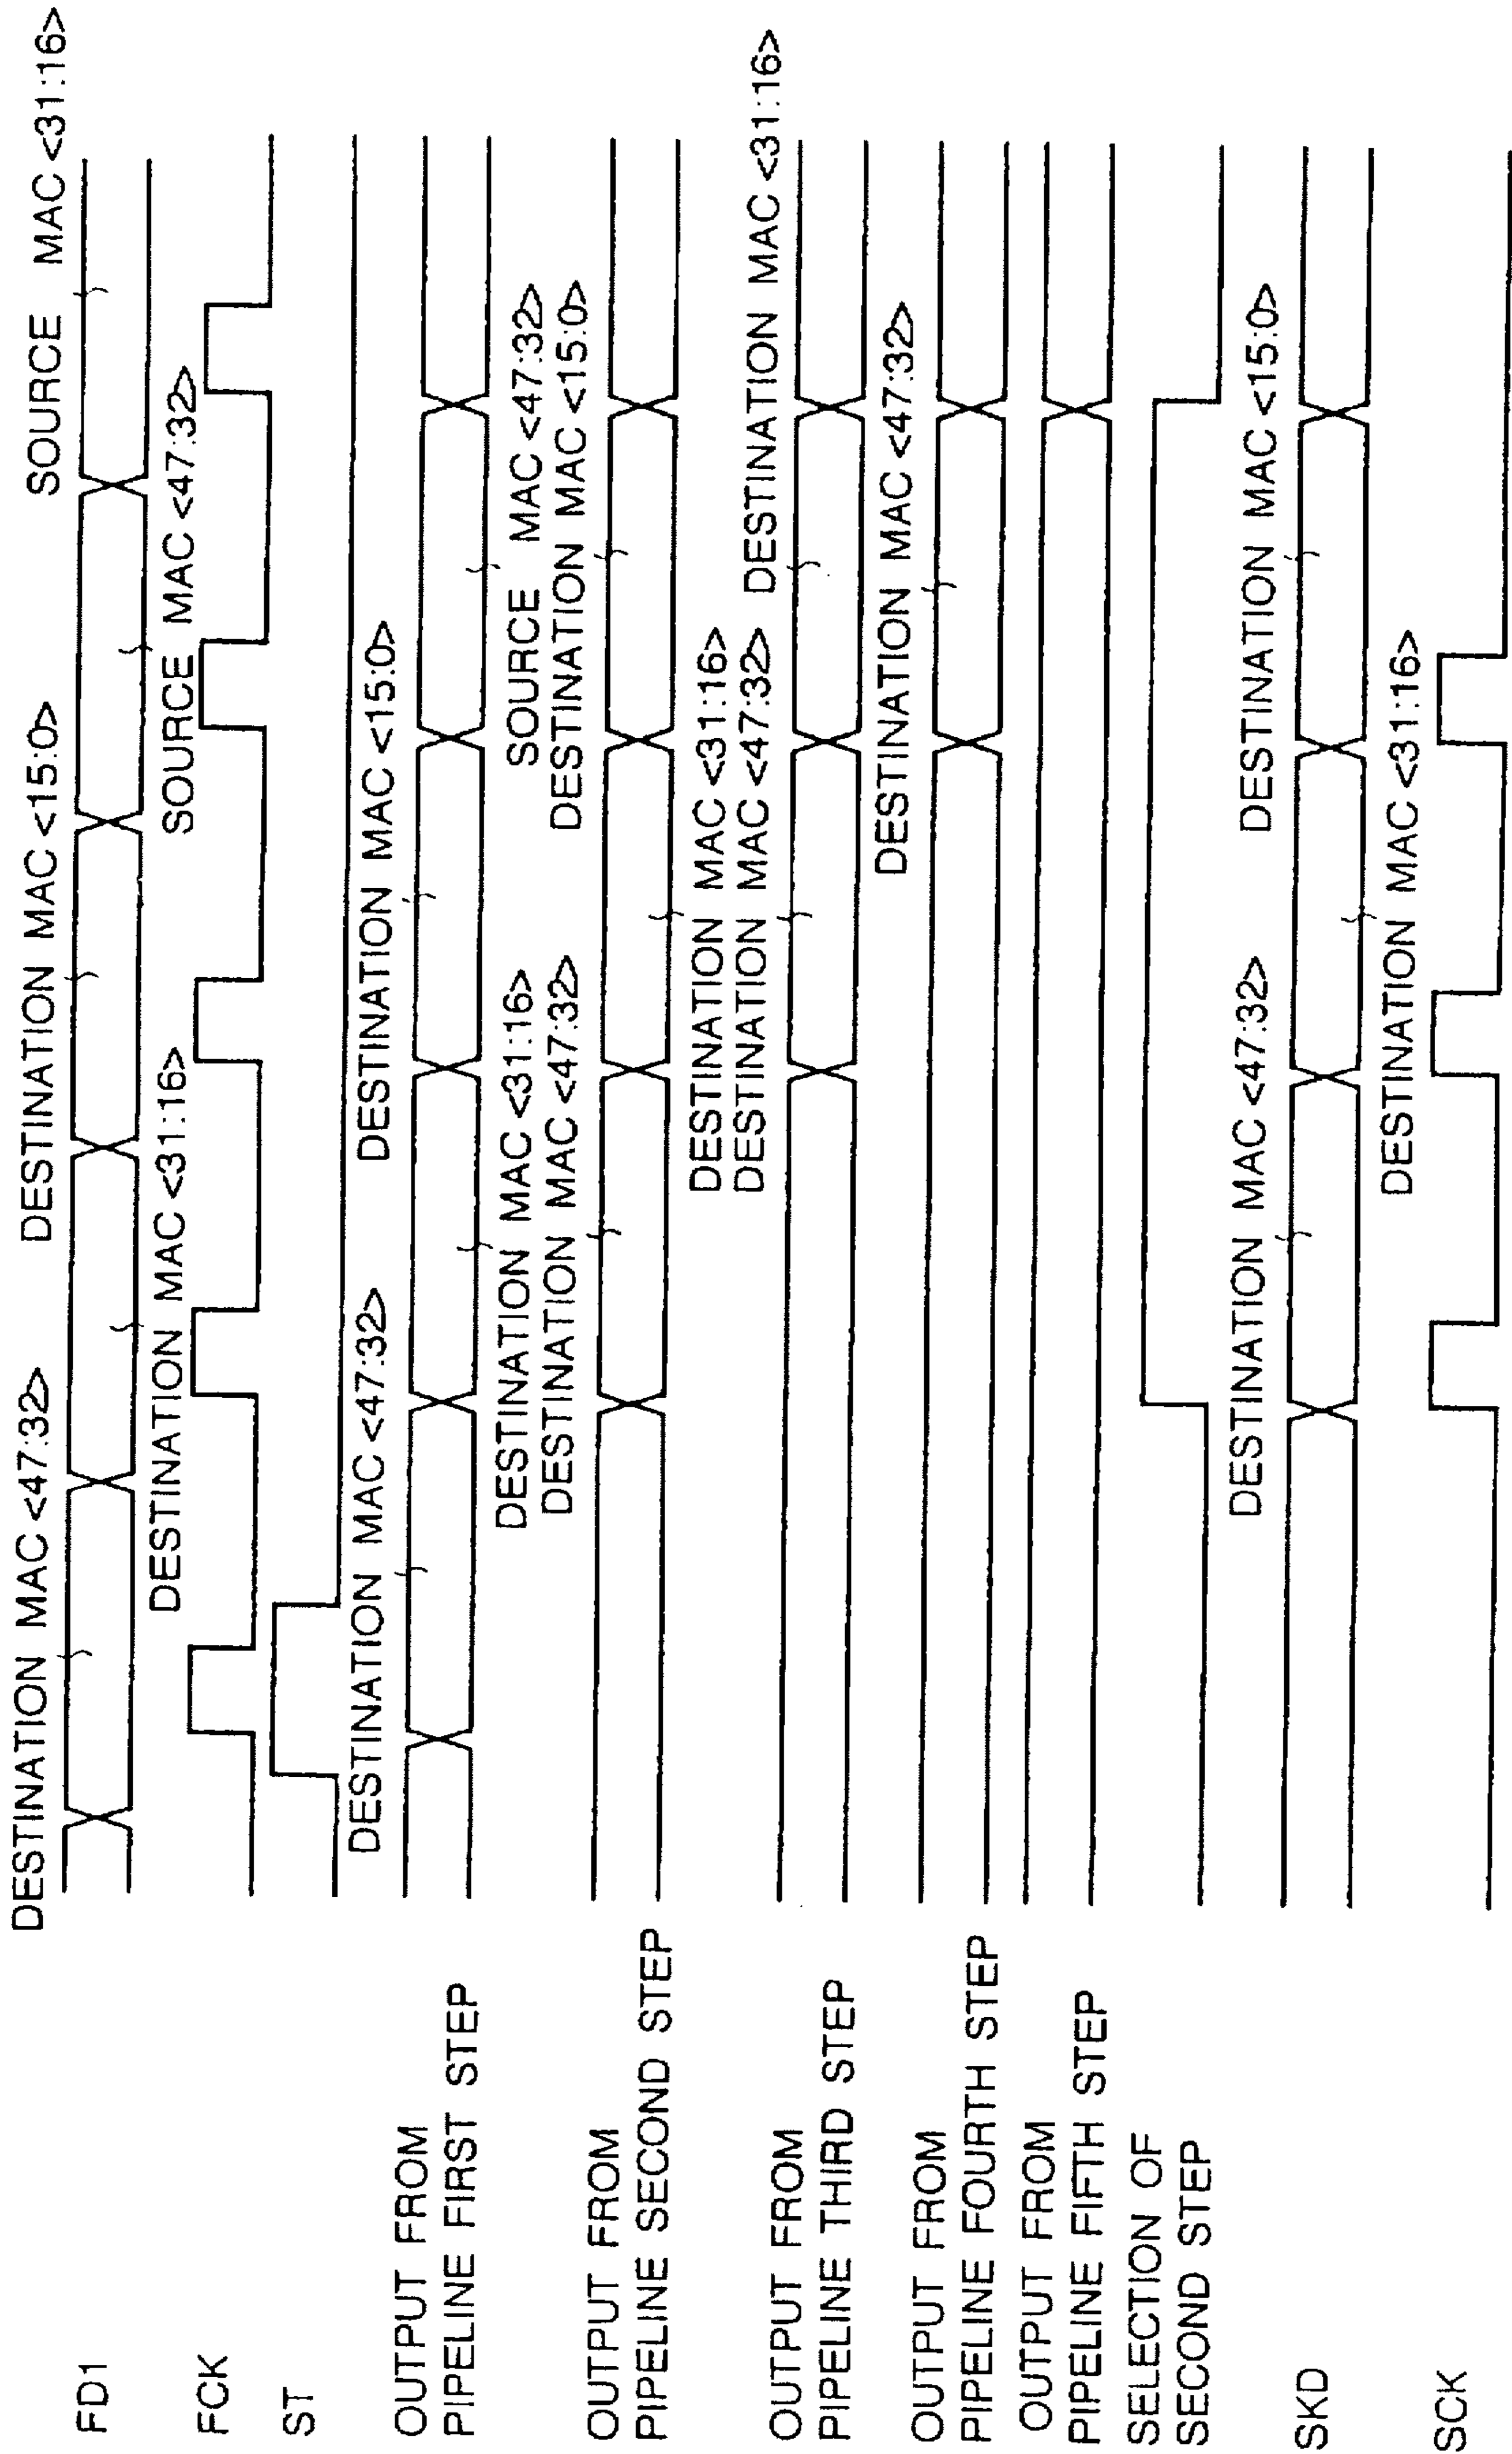 DESTINATION MAC <47:32>
DESTINATION MAC <15:0>
SOURCE MAC <31:16>
FD1
DESTINATION MAC <31:16>
SOURCE MAC <47:32>
FCK
ST
DESTINATION MAC <47:32>
DESTINATION MAC <15:0>
OUTPUT FROM
PIPELINE FIRST STEP
DESTINATION MAC <31:16>
SOURCE MAC <47:32>
DESTINATION MAC <47:32>
DESTINATION MAC <15:0>
OUTPUT FROM
PIPELINE SECOND STEP
DESTINATION MAC <31:16>
DESTINATION MAC <47:32>
DESTINATION MAC <31:16>
OUTPUT FROM
PIPELINE THIRD STEP
DESTINATION MAC <47:32>
OUTPUT FROM
PIPELINE FOURTH STEP
OUTPUT FROM
PIPELINE FIFTH STEP
SELECTION OF
SECOND STEP
DESTINATION MAC <47:32>
DESTINATION MAC <15:0>
SKD
DESTINATION MAC <31:16>
SCK